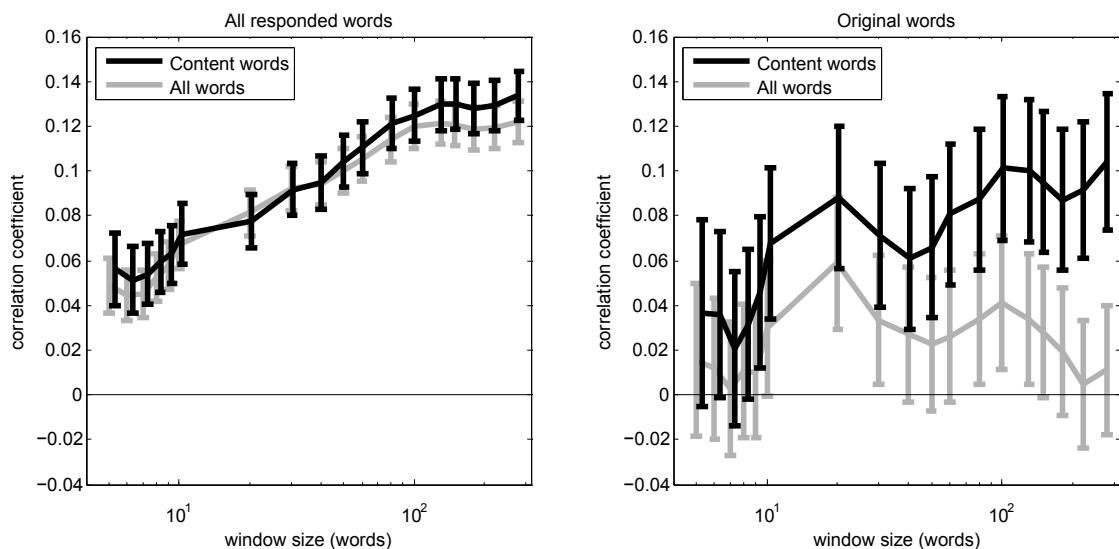 All responded words
0.16
0.14
0.12
0.1
0.08
0.06
0.04
0.02
0
−0.02
−0.04
correlation coefficient
Content words
All words
10¹
10²
window size (words)
Original words
0.16
0.14
0.12
0.1
0.08
0.06
0.04
0.02
0
−0.02
−0.04
correlation coefficient
Content words
All words
10¹
10²
window size (words)